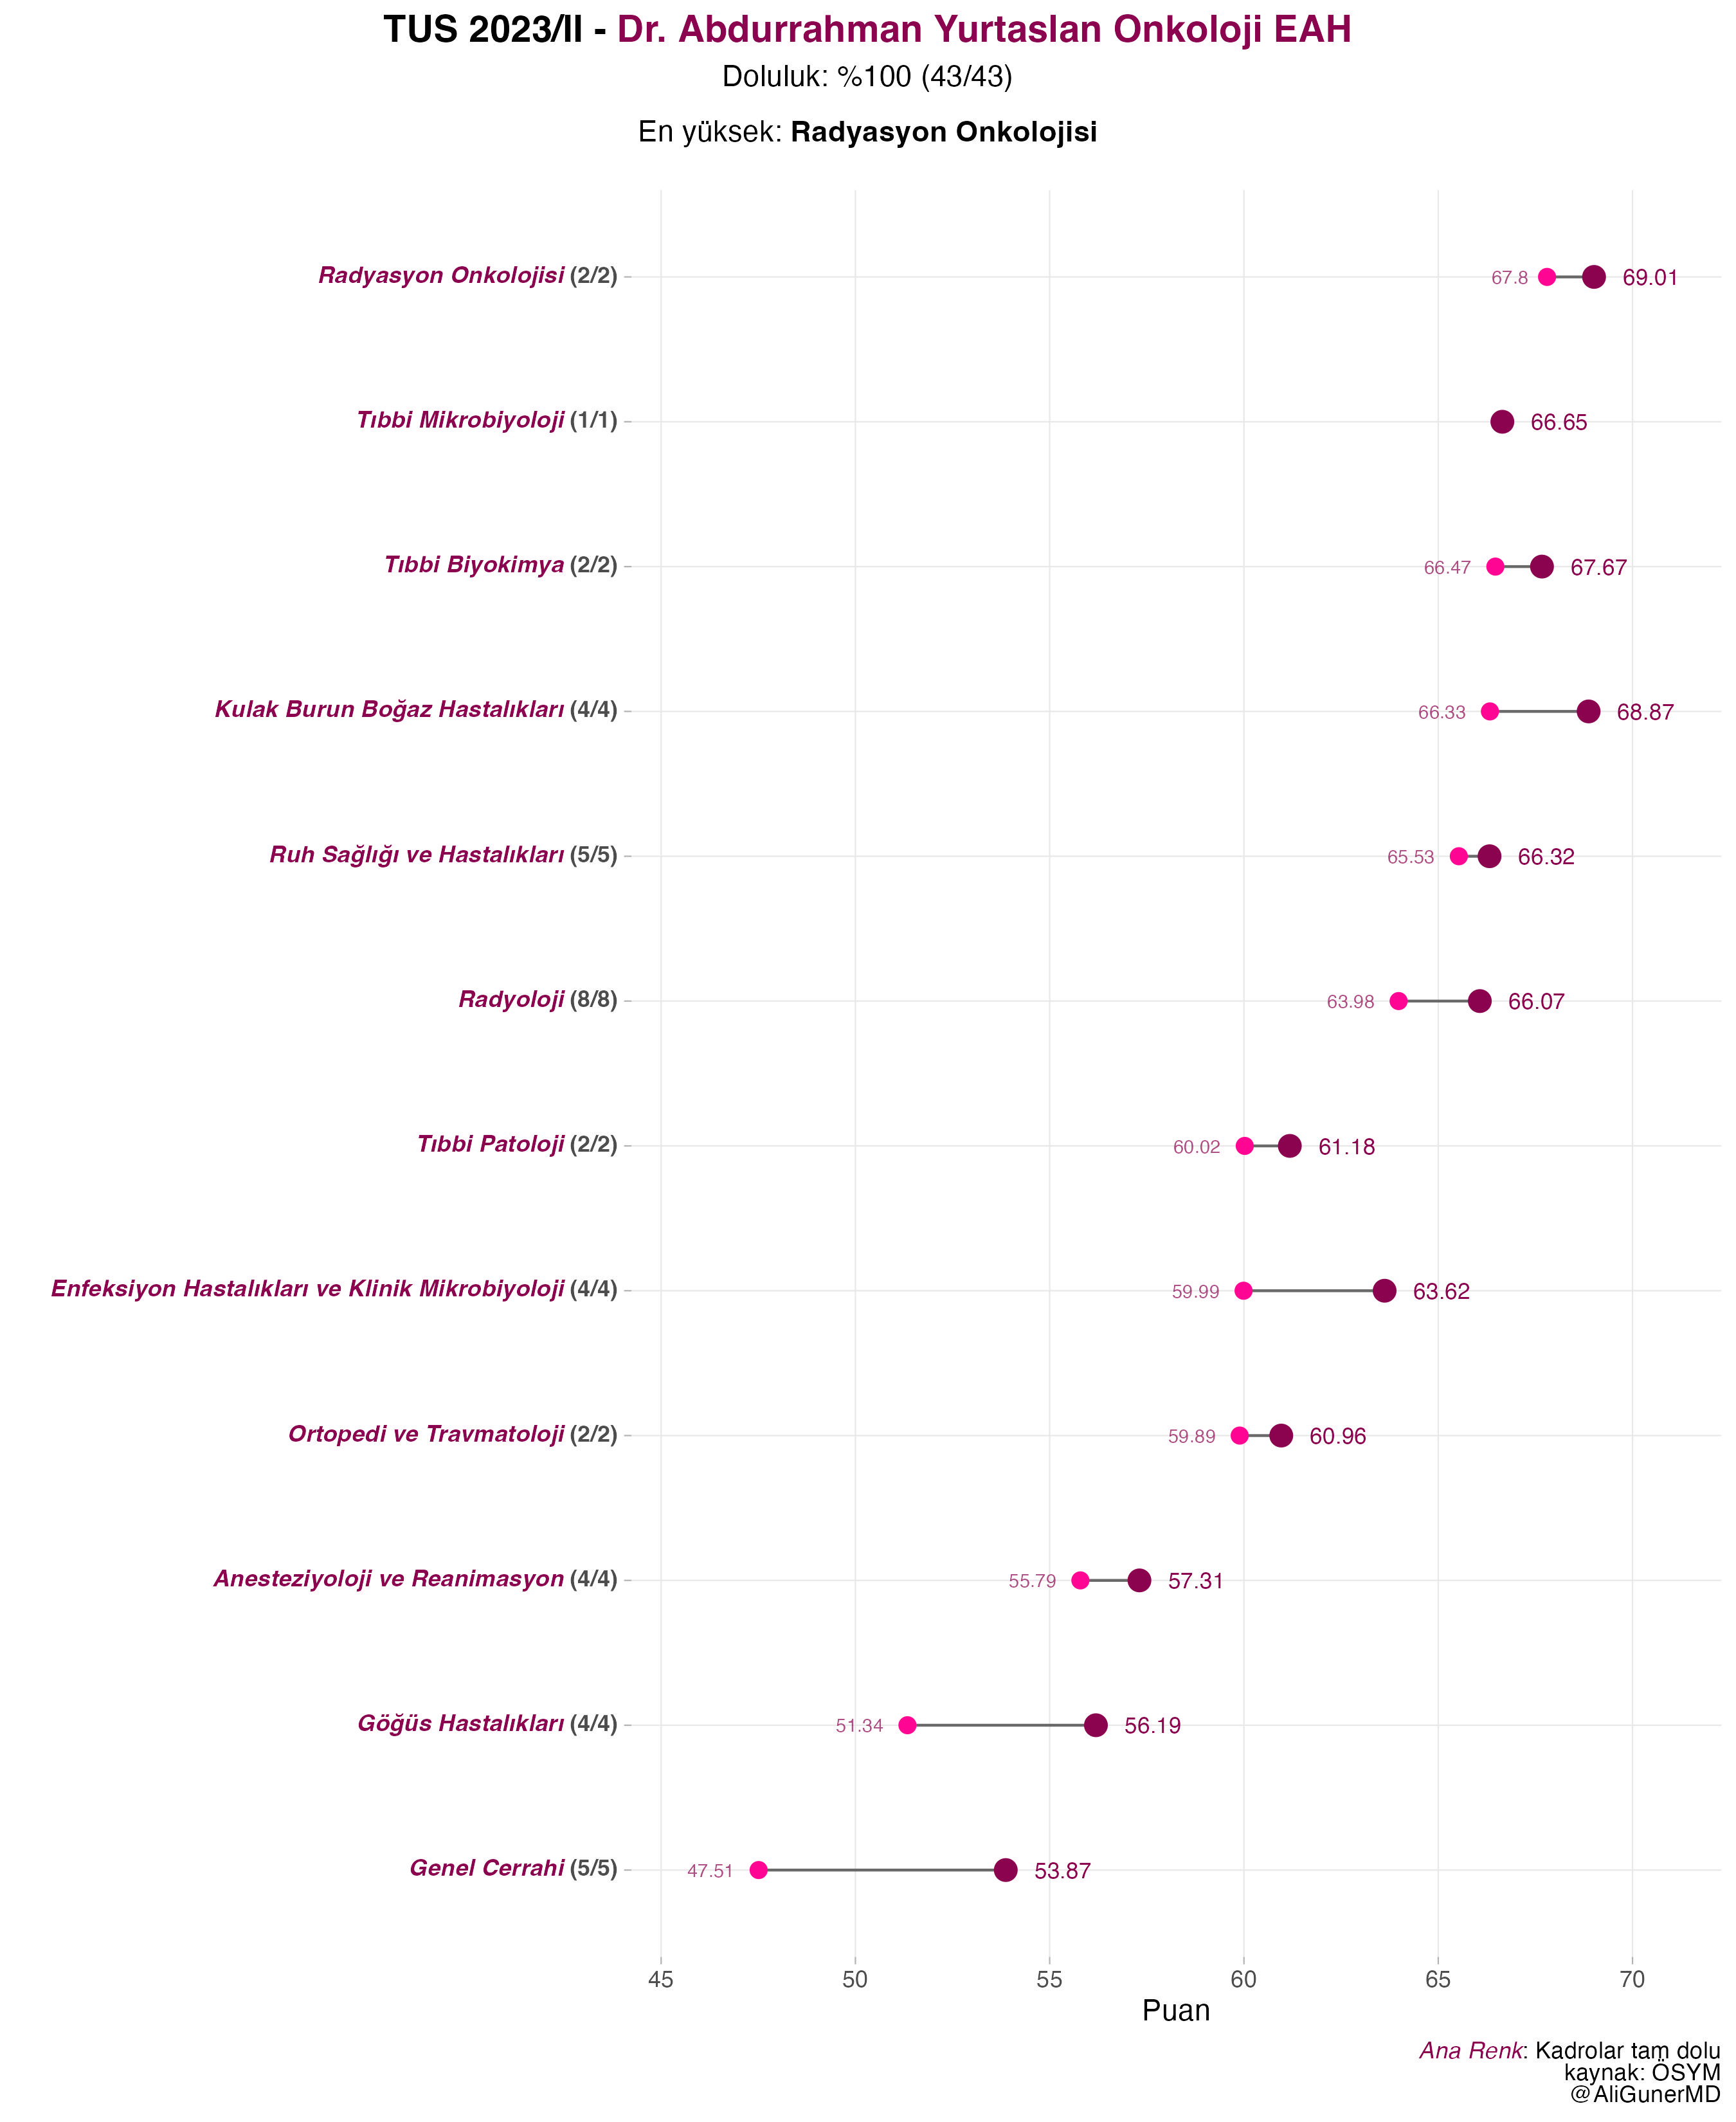 TUS 2023/II - Dr. Abdurrahman Yurtaslan Onkoloji EAH
Doluluk: %100 (43/43)
En yüksek: Radyasyon Onkolojisi
Radyasyon Onkolojisi (2/2) 67.8 69.01
Tıbbi Mikrobiyoloji (1/1) 66.65
Tıbbi Biyokimya (2/2) 66.47 67.67
Kulak Burun Boğaz Hastalıkları (4/4) 66.33 68.87
Ruh Sağlığı ve Hastalıkları (5/5) 65.53 66.32
Radyoloji (8/8) 63.98 66.07
Tıbbi Patoloji (2/2) 60.02 61.18
Enfeksiyon Hastalıkları ve Klinik Mikrobiyoloji (4/4) 59.99 63.62
Ortopedi ve Travmatoloji (2/2) 59.89 60.96
Anesteziyoloji ve Reanimasyon (4/4) 55.79 57.31
Göğüs Hastalıkları (4/4) 51.34 56.19
Genel Cerrahi (5/5) 47.51 53.87
45 50 55 60 65 70
Puan
Ana Renk: Kadrolar tam dolu
kaynak: ÖSYM
@AliGunerMD